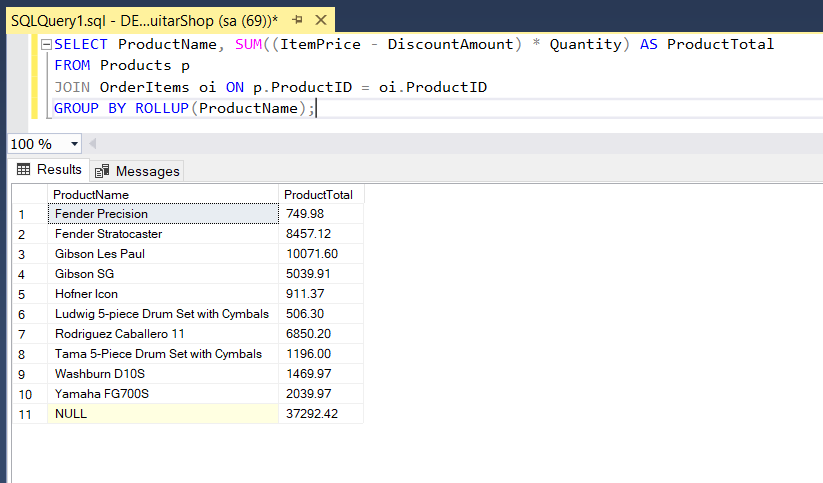 SQLQuery1.sql - DE...uitarShop (sa (69))*
SELECT ProductName, SUM((ItemPrice - DiscountAmount) * Quantity) AS ProductTotal
FROM Products p
JOIN OrderItems oi ON p.ProductID = oi.ProductID
GROUP BY ROLLUP(ProductName);
100 %
Results Messages
ProductName ProductTotal
1 Fender Precision 749.98
2 Fender Stratocaster 8457.12
3 Gibson Les Paul 10071.60
4 Gibson SG 5039.91
5 Hofner Icon 911.37
6 Ludwig 5-piece Drum Set with Cymbals 506.30
7 Rodriguez Caballero 11 6850.20
8 Tama 5-Piece Drum Set with Cymbals 1196.00
9 Washburn D10S 1469.97
10 Yamaha FG700S 2039.97
11 NULL 37292.42